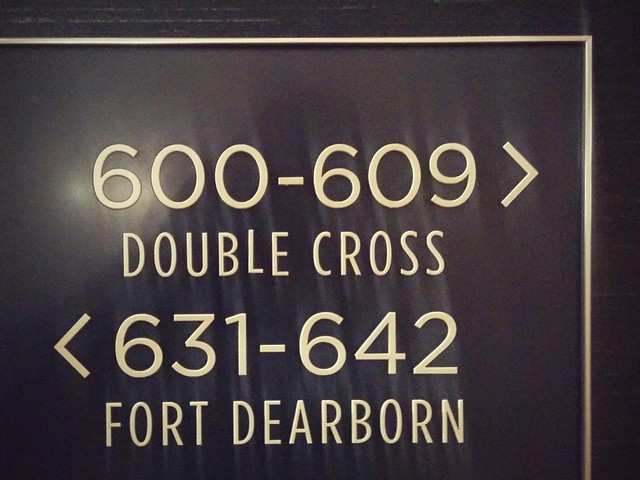 600-609 >
DOUBLE CROSS
< 631-642
FORT DEARBORN